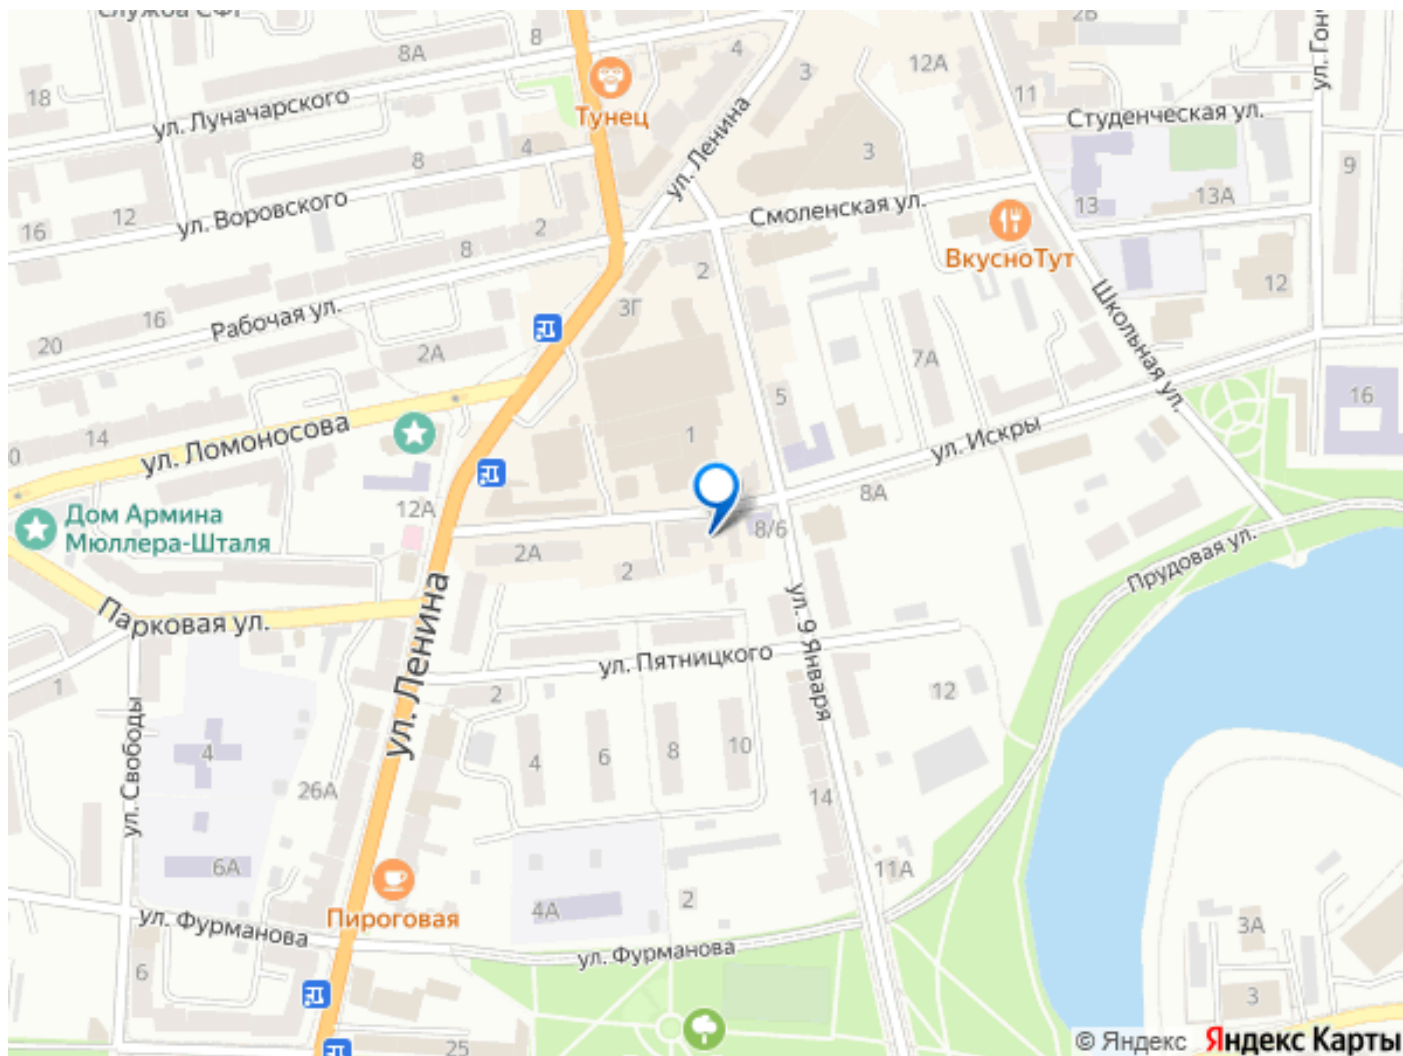 Служба СФГ
8А
8
4
3
12А
2В
ул. Гон
18
ул. Луначарского
Тунец
11
Студенческая ул.
ул. Ленина
8
4
3
9
16
12
ул. Воровского
2
8
Смоленская ул.
13
13А
ВкусноТут
2
12
3Г
Рабочая ул.
16
20
2А
7А
Школьная ул.
5
16
14
0
ул. Ломоносова
1
ул. Искры
12А
8А
Дом Армина
Мюллера-Шталя
8/6
2А
2
Прудовая ул.
Парковая ул.
ул. Ленина
ул. 9 Января
ул. Пятницкого
1
2
12
ул. Свободы
4
4
6
8
10
26А
14
6А
11А
Пироговая
4А
2
ул. Фурманова
ул. Фурманова
3А
6
3
25
© Яндекс Яндекс Карты